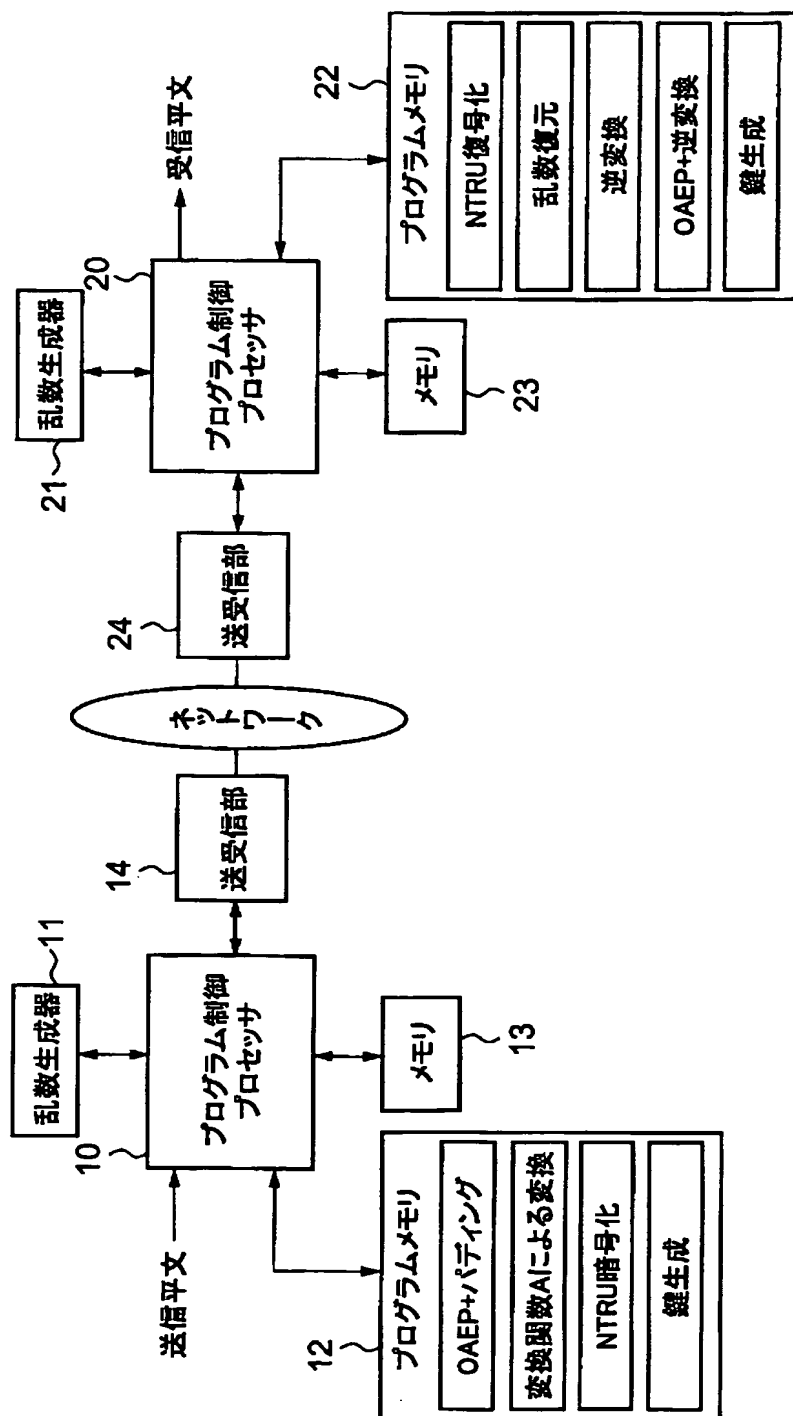 乱数生成器
11
送信平文
10
プログラム制御
プロセッサ
14
送受信部
12
プログラムメモリ
OAEP+パディング
変換関数Aによる変換
NTRU暗号化
鍵生成
メモリ
13
ネットワーク
24
送受信部
乱数生成器
21
20
プログラム制御
プロセッサ
受信平文
メモリ
23
22
プログラムメモリ
NTRU復号化
乱数復元
逆変換
OAEP+逆変換
鍵生成